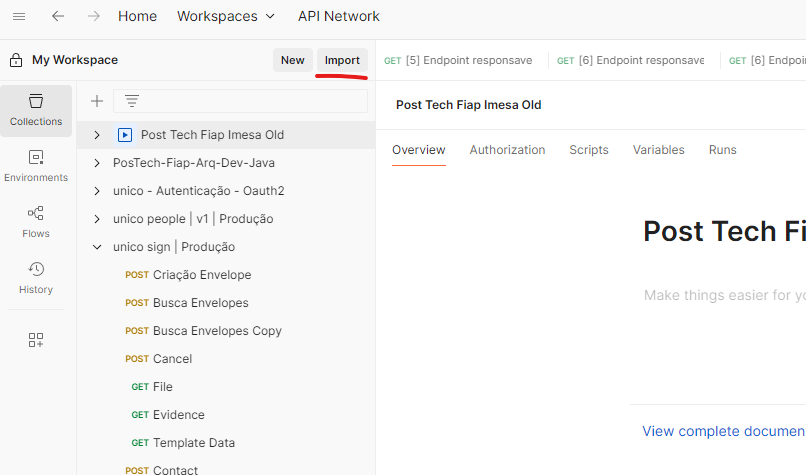 Home Workspaces API Network
My Workspace New Import
GET [5] Endpoint responsave GET [6] Endpoint responsave GET [6] Endpoi
Post Tech Fiap Imesa Old
Overview Authorization Scripts Variables Runs
Post Tech Fi
Make things easier for yo
View complete documen
Collections
Environments
Flows
History
Post Tech Fiap Imesa Old
PosTech-Fiap-Arq-Dev-Java
unico - Autenticação - Oauth2
unico people | v1 | Produção
unico sign | Produção
POST Criação Envelope
POST Busca Envelopes
POST Busca Envelopes Copy
POST Cancel
GET File
GET Evidence
GET Template Data
POST Contact